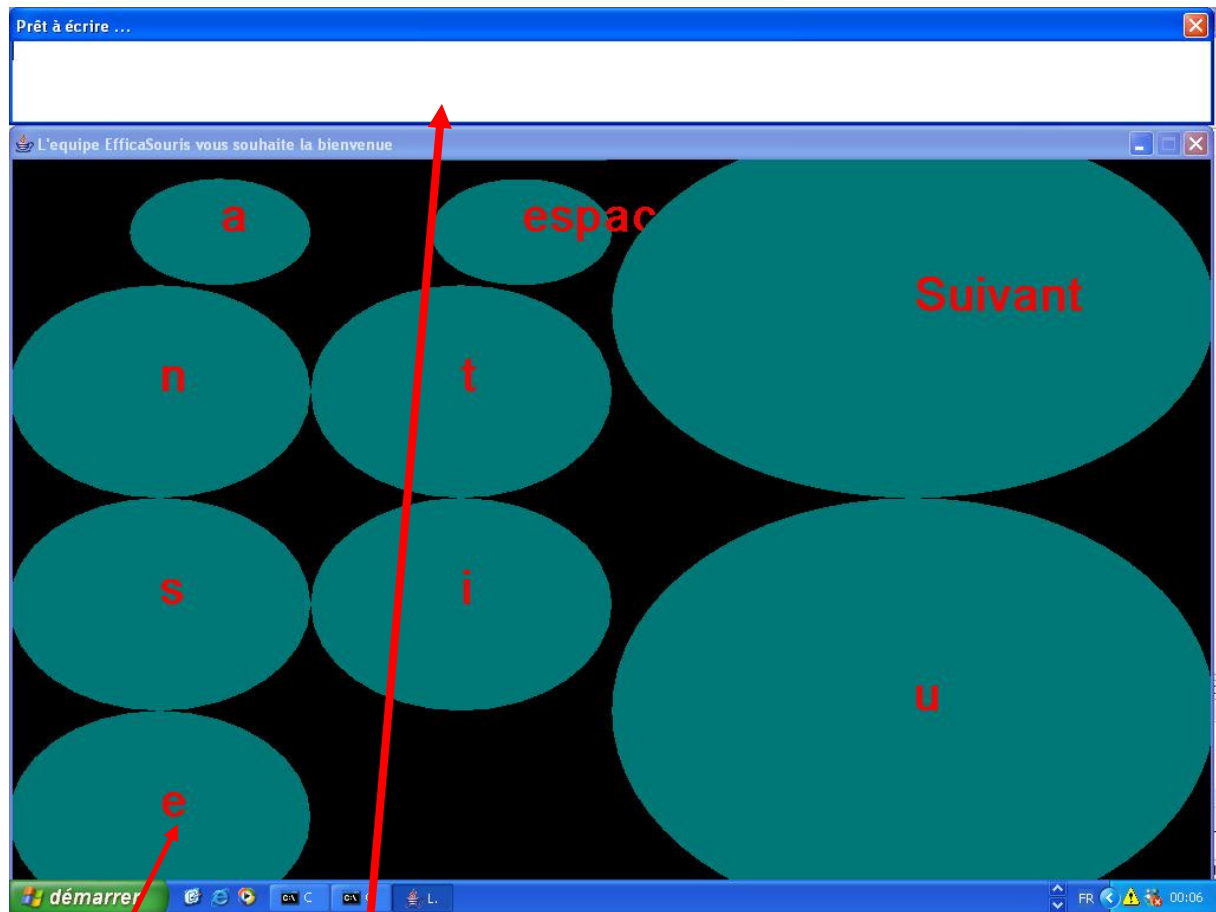 Prêt à écrire ...
L'equipe EfficaSouris vous souhaite la bienvenue
a
espac
Suivant
n
t
s
i
u
e
démarrer
C
L.
FR
00:06